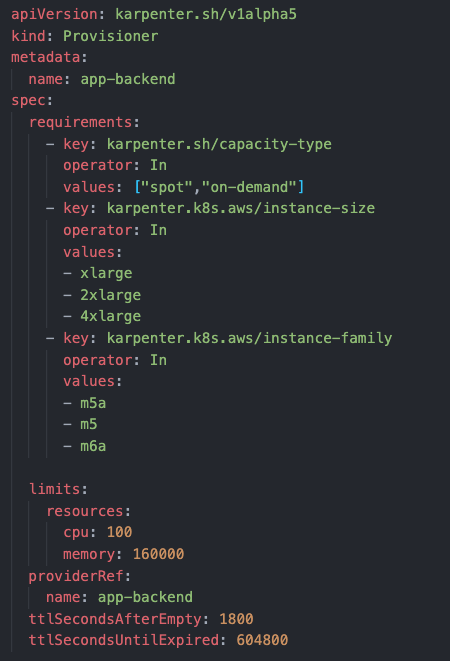 apiVersion: karpenter.sh/v1alpha5
kind: Provisioner
metadata:
  name: app-backend
spec:
  requirements:
    - key: karpenter.sh/capacity-type
      operator: In
      values: ["spot","on-demand"]
    - key: karpenter.k8s.aws/instance-size
      operator: In
      values:
      - xlarge
      - 2xlarge
      - 4xlarge
    - key: karpenter.k8s.aws/instance-family
      operator: In
      values:
      - m5a
      - m5
      - m6a

  limits:
    resources:
      cpu: 100
      memory: 160000
  providerRef:
    name: app-backend
  ttlSecondsAfterEmpty: 1800
  ttlSecondsUntilExpired: 604800